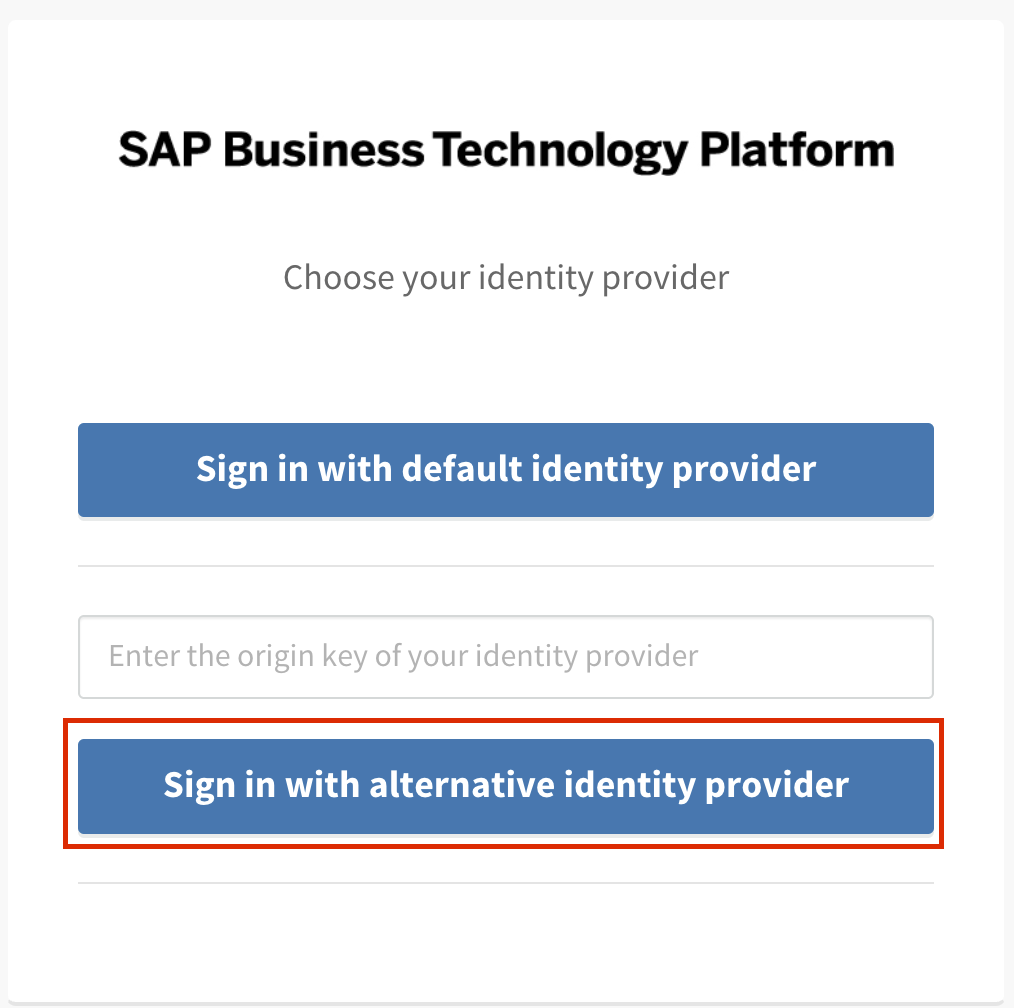 SAP Business Technology Platform
Choose your identity provider
Sign in with default identity provider
Enter the origin key of your identity provider
Sign in with alternative identity provider